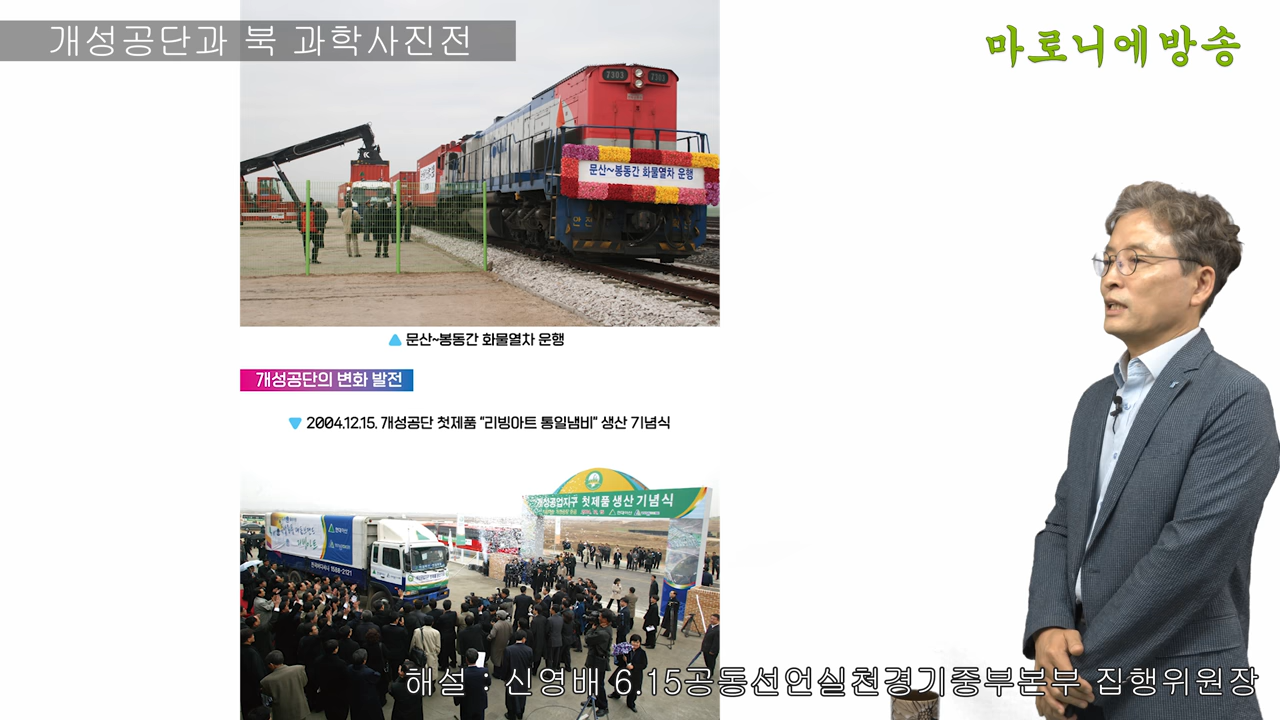 개성공단과 북 과학사진전
마로니에방송
7303
7303
문산~봉동간 화물열차 운행
▲ 문산~봉동간 화물열차 운행
개성공단의 변화 발전
▼ 2004.12.15. 개성공단 첫제품 “리빙아트 통일냄비” 생산 기념식
개성공업지구 첫제품 생산 기념식
해설 : 신영배 6.15공동선언실천경기중부본부 집행위원장